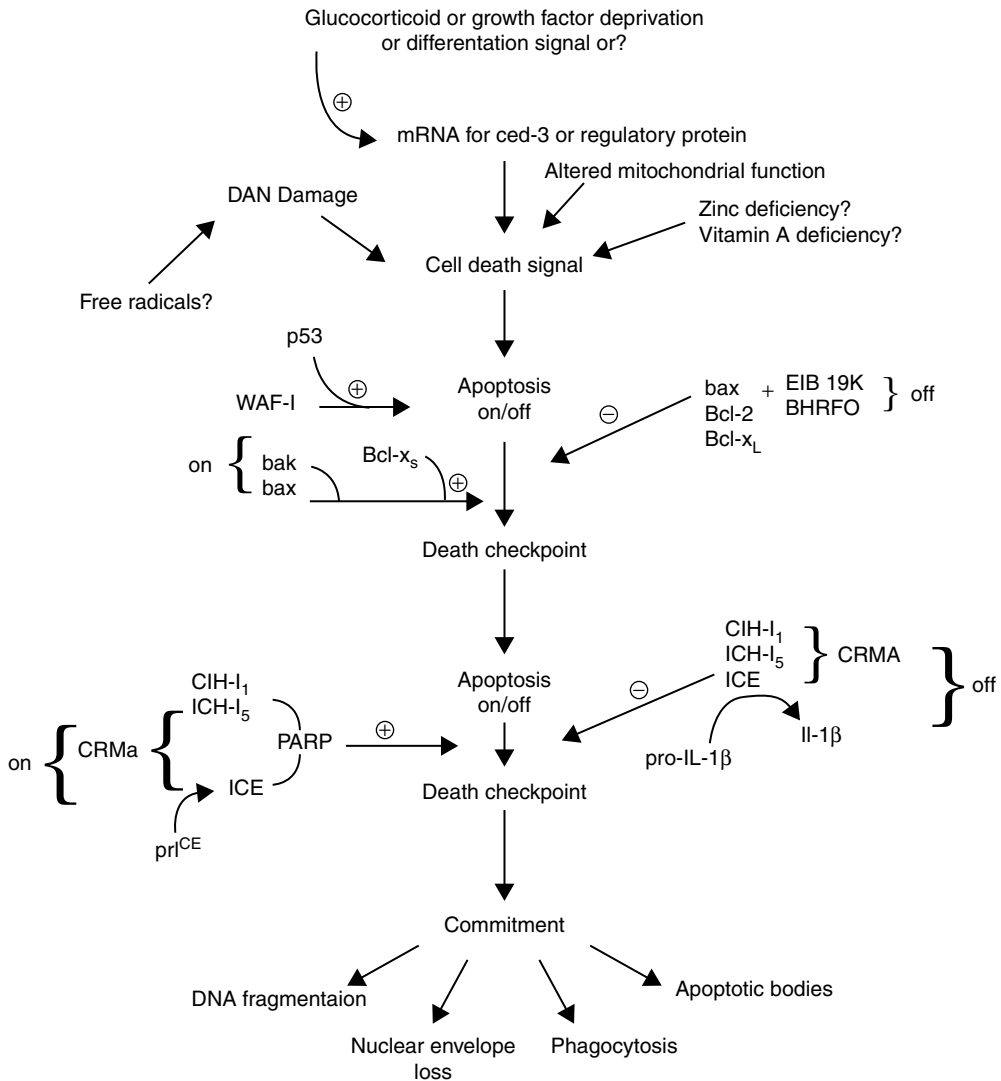 Glucocorticoid or growth factor deprivation
or differentation signal or?
+
mRNA for ced-3 or regulatory protein
Altered mitochondrial function
DAN Damage
Zinc deficiency?
Vitamin A deficiency?
Cell death signal
Free radicals?
p53
+
WAF-I
Apoptosis
on/off
−
bax + EIB 19K } off
Bcl-2 BHRFO
Bcl-xL
on { bak
bax
Bcl-xs
+
Death checkpoint
CIH-I1
ICH-I5
ICE
} CRMA
} off
−
pro-IL-1β
Il-1β
Apoptosis
on/off
CIH-I1
ICH-I5
on { CRMa {
PARP
+
ICE
prI^CE
Death checkpoint
Commitment
DNA fragmentaion
Apoptotic bodies
Nuclear envelope
loss
Phagocytosis